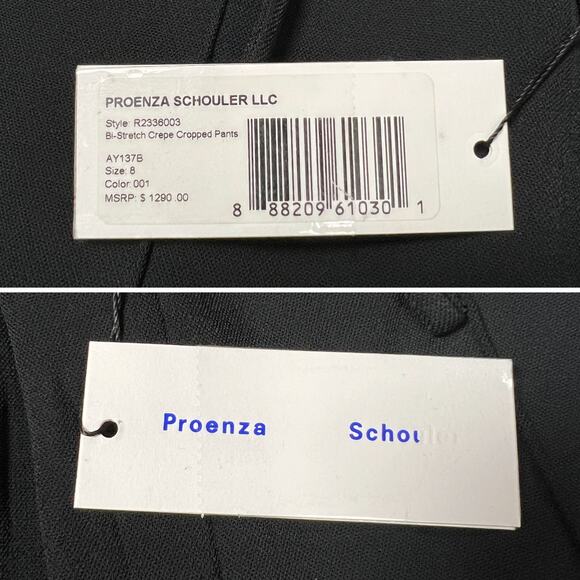 PROENZA SCHOULER LLC
Style: R2336003
Bi-Stretch Crepe Cropped Pants
AY137B
Size: 8
Color: 001
MSRP: $ 1290 .00
8 88209 61030 1
Proenza Schouler